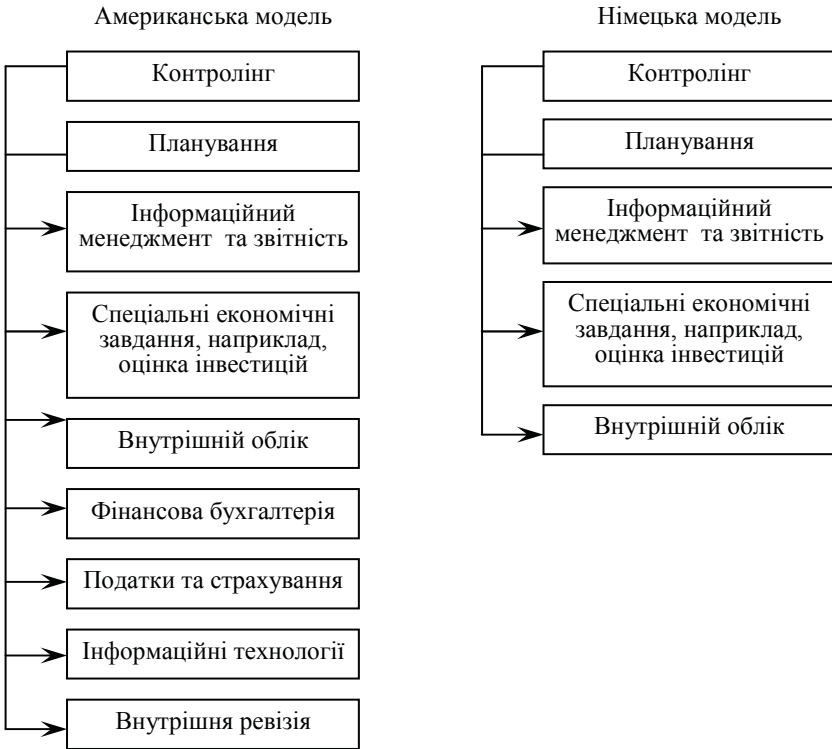 Американська модель
Контролінг
Планування
Інформаційний
менеджмент та звітність
Спеціальні економічні
завдання, наприклад,
оцінка інвестицій
Внутрішній облік
Фінансова бухгалтерія
Податки та страхування
Інформаційні технології
Внутрішня ревізія
Німецька модель
Контролінг
Планування
Інформаційний
менеджмент та звітність
Спеціальні економічні
завдання, наприклад,
оцінка інвестицій
Внутрішній облік